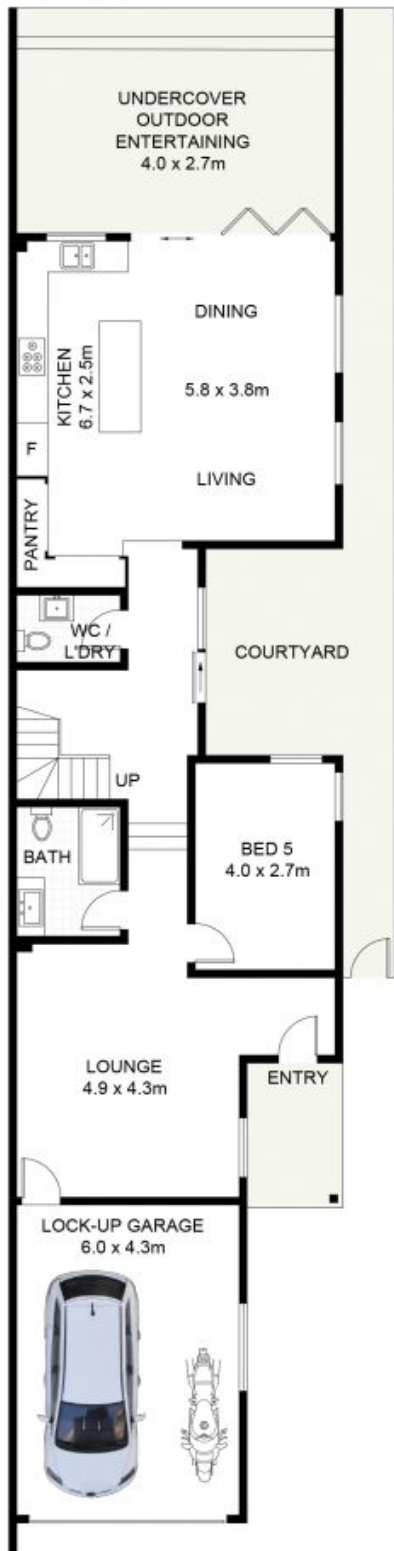 UNDERCOVER
OUTDOOR
ENTERTAINING
4.0 x 2.7m
DINING
KITCHEN
6.7 x 2.5m
5.8 x 3.8m
F
LIVING
PANTRY
WC /
L'DRY
COURTYARD
UP
BATH
BED 5
4.0 x 2.7m
LOUNGE
4.9 x 4.3m
ENTRY
LOCK-UP GARAGE
6.0 x 4.3m